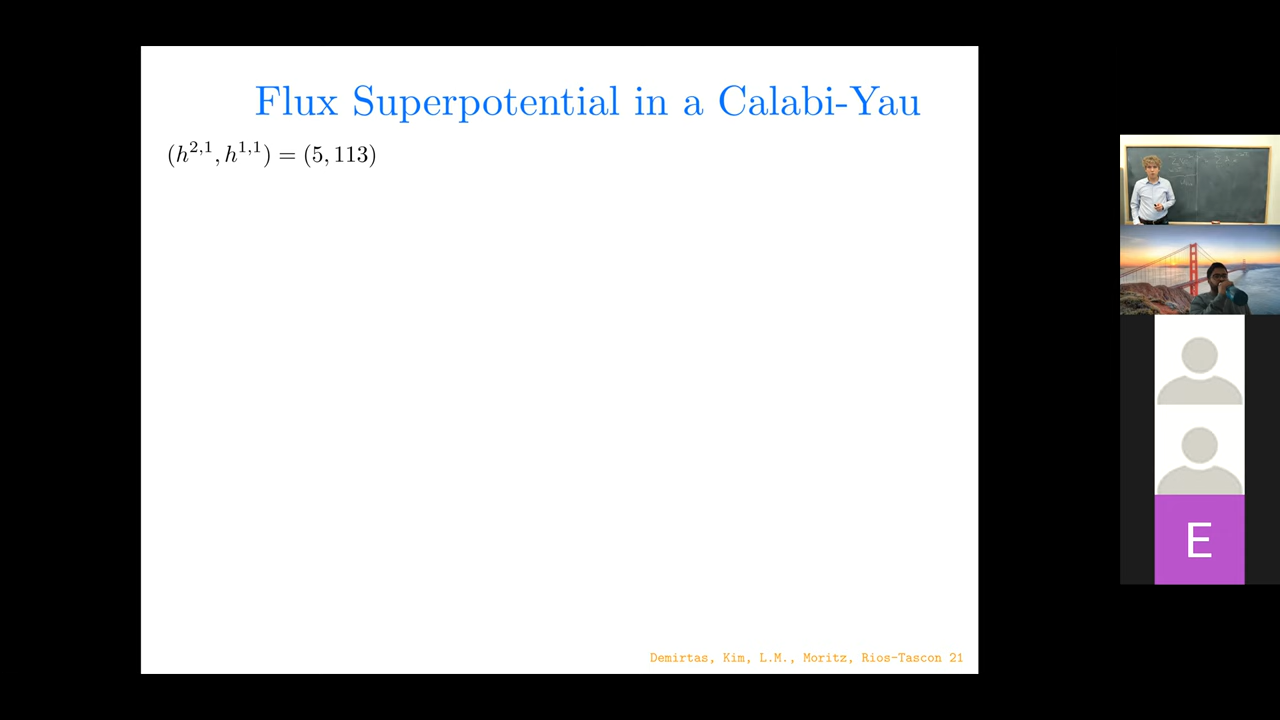 Flux Superpotential in a Calabi-Yau
(h^{2,1}, h^{1,1}) = (5, 113)
Demirtas, Kim, L.M., Moritz, Rios-Tascon 21
E